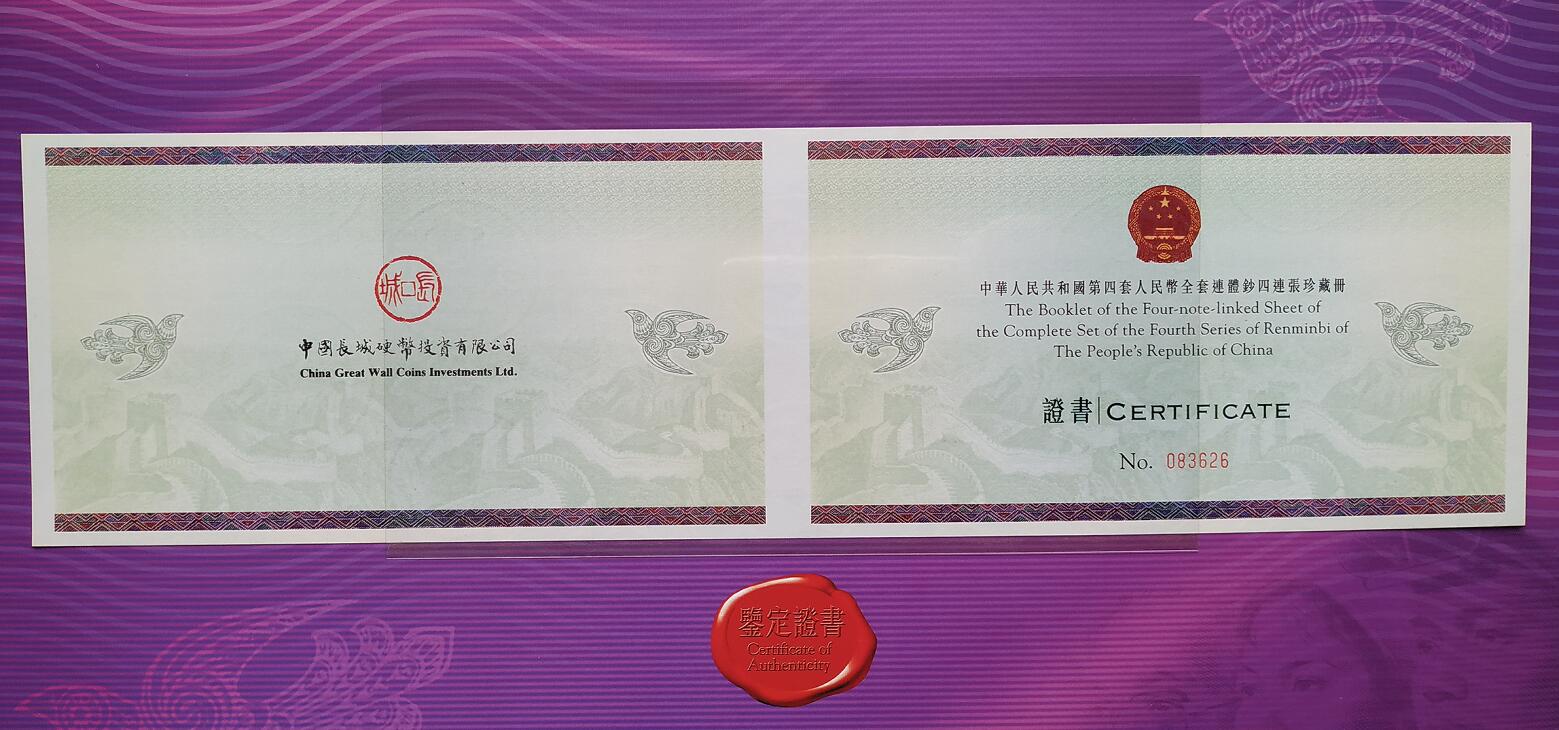 城口長
中國長城硬幣投資有限公司
China Great Wall Coins Investments Ltd.
中華人民共和國第四套人民幣全套連體鈔四連張珍藏冊
The Booklet of the Four-note-linked Sheet of
the Complete Set of the Fourth Series of Renminbi of
The People's Republic of China
證書|CERTIFICATE
No. 083626
鑒定證書
Certificate of
Authenticity